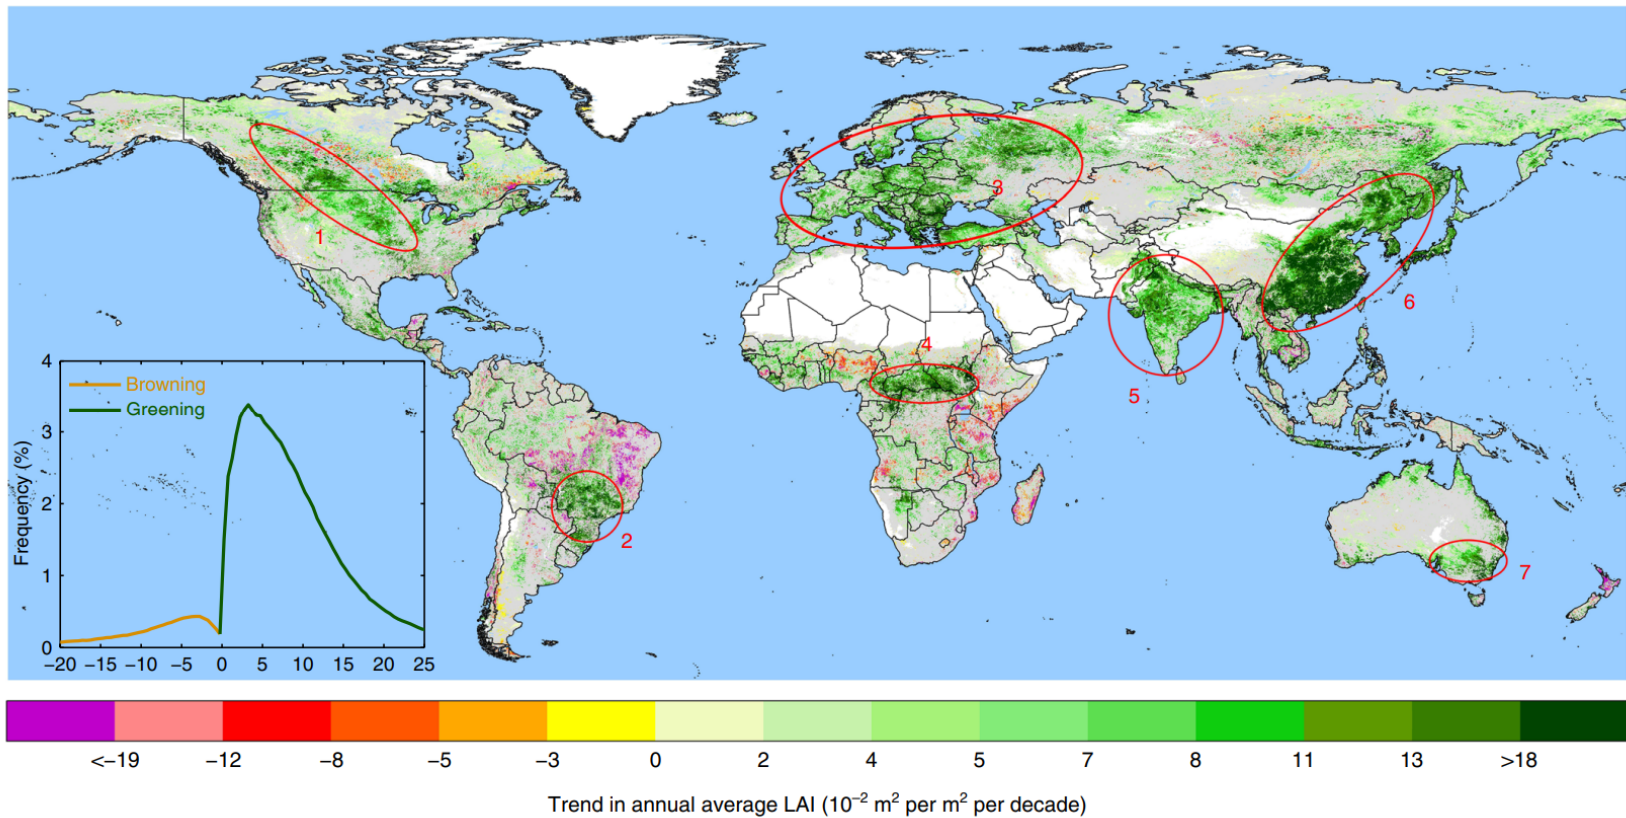 3
1
6
4
5
2
7
4
Browning
Greening
3
2
1
0
Frequency (%)
−20 −15 −10 −5 0 5 10 15 20 25
<−19 −12 −8 −5 −3 0 2 4 5 7 8 11 13 >18
Trend in annual average LAI (10⁻² m² per m² per decade)